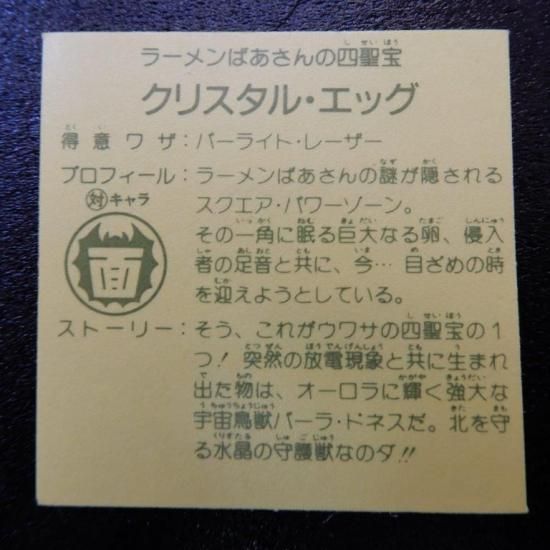 ラーメンばあさんの四聖宝
クリスタル・エッグ
得意ワザ：パーライト・レーザー
プロフィール：ラーメンばあさんの謎が隠される
対キャラ
スクエア・パワーゾーン。
その一角に眠る巨大なる卵、侵入
者の足音と共に、今…目ざめの時
を迎えようとしている。
ストーリー：そう、これがウワサの四聖宝の1
つ！突然の放電現象と共に生まれ
出た物は、オーロラに輝く強大な
宇宙鳥獣パーラ・ドネスだ。北を守
る水晶の守護獣なのダ!!